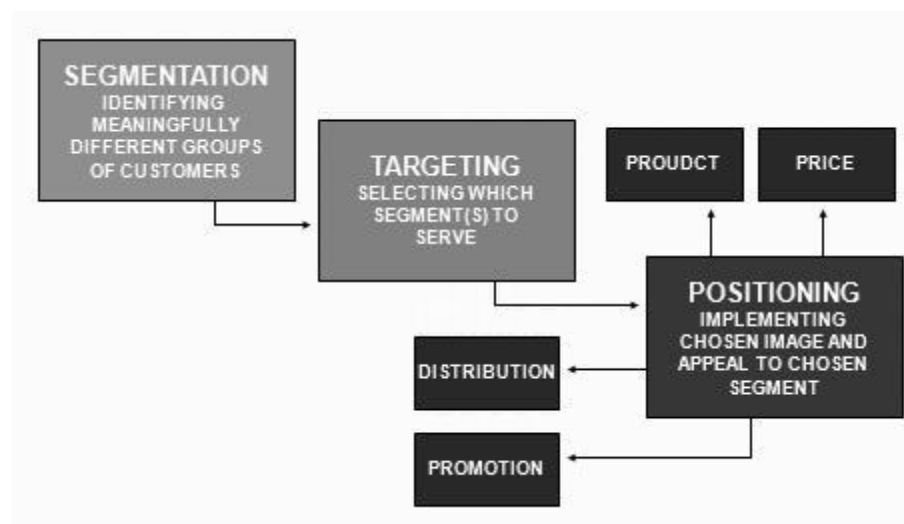 SEGMENTATION
IDENTIFYING
MEANINGFULLY
DIFFERENT GROUPS
OF CUSTOMERS
TARGETING
SELECTING WHICH
SEGMENT(S) TO
SERVE
PROUDCT
PRICE
POSITIONING
IMPLEMENTING
CHOSEN IMAGE AND
APPEAL TO CHOSEN
SEGMENT
DISTRIBUTION
PROMOTION